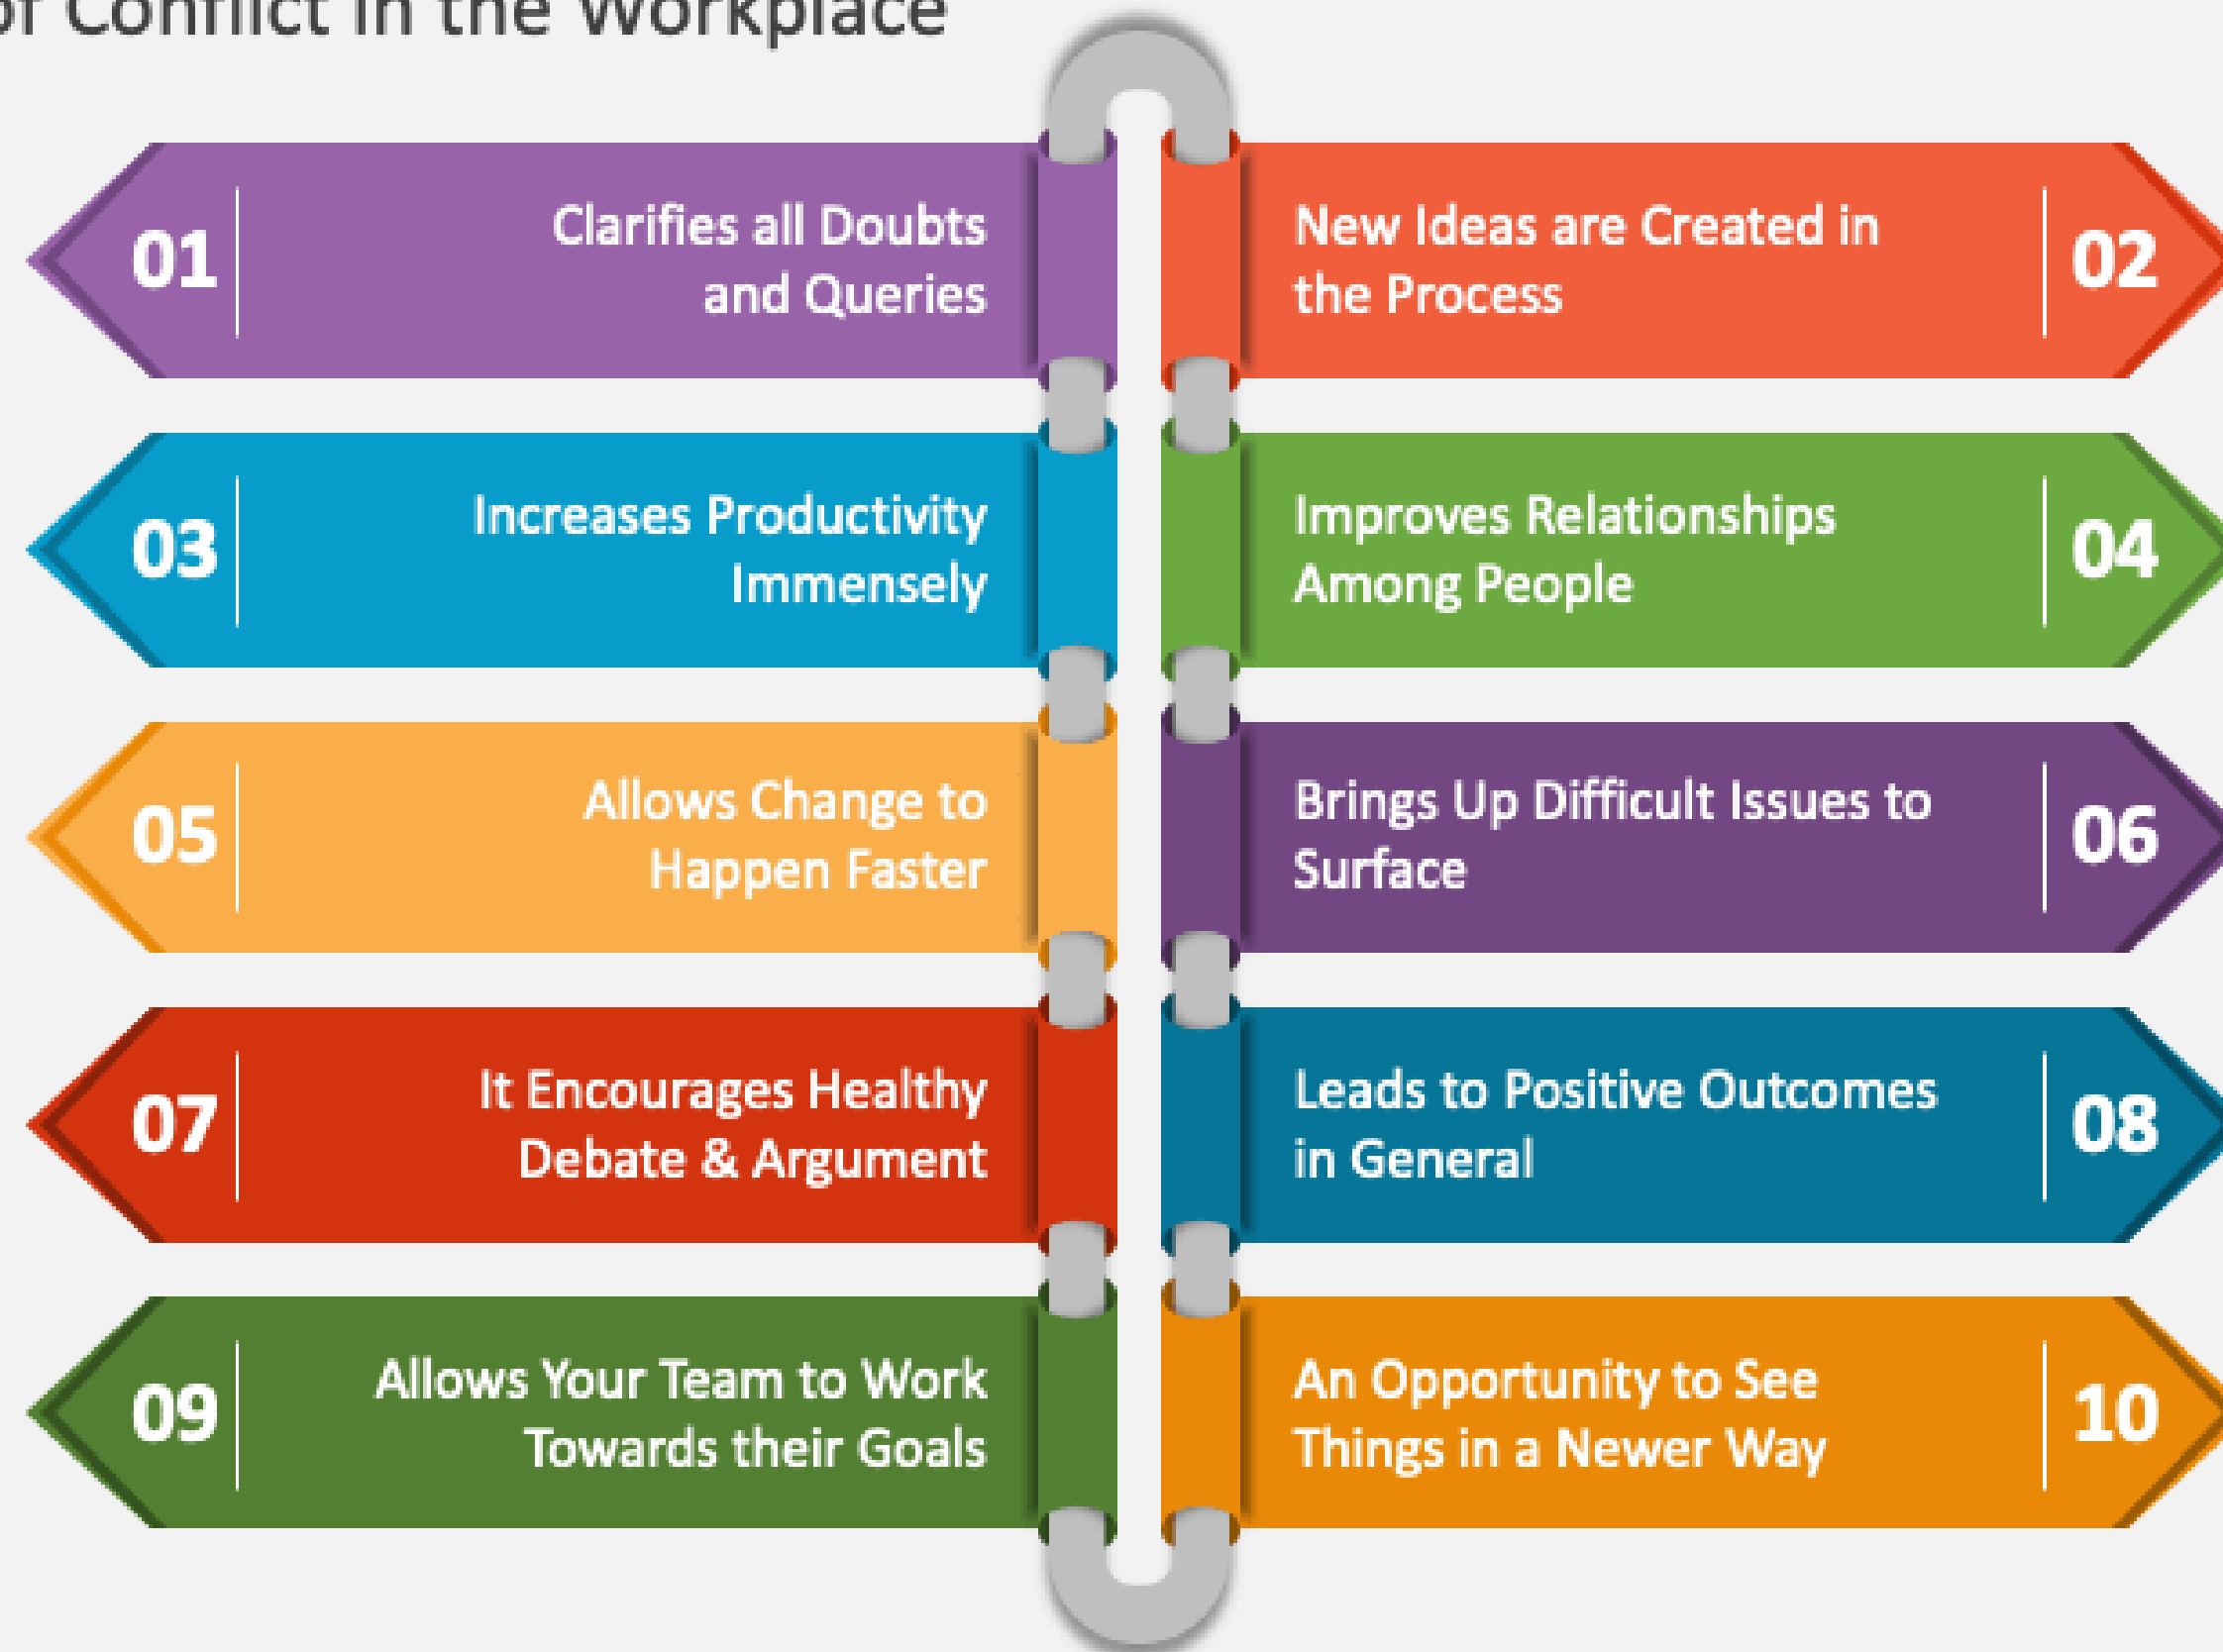 of Conflict in the Workplace
01
Clarifies all Doubts
and Queries
New Ideas are Created in
the Process
02
03
Increases Productivity
Immensely
Improves Relationships
Among People
04
05
Allows Change to
Happen Faster
Brings Up Difficult Issues to
Surface
06
07
It Encourages Healthy
Debate & Argument
Leads to Positive Outcomes
in General
08
09
Allows Your Team to Work
Towards their Goals
An Opportunity to See
Things in a Newer Way
10